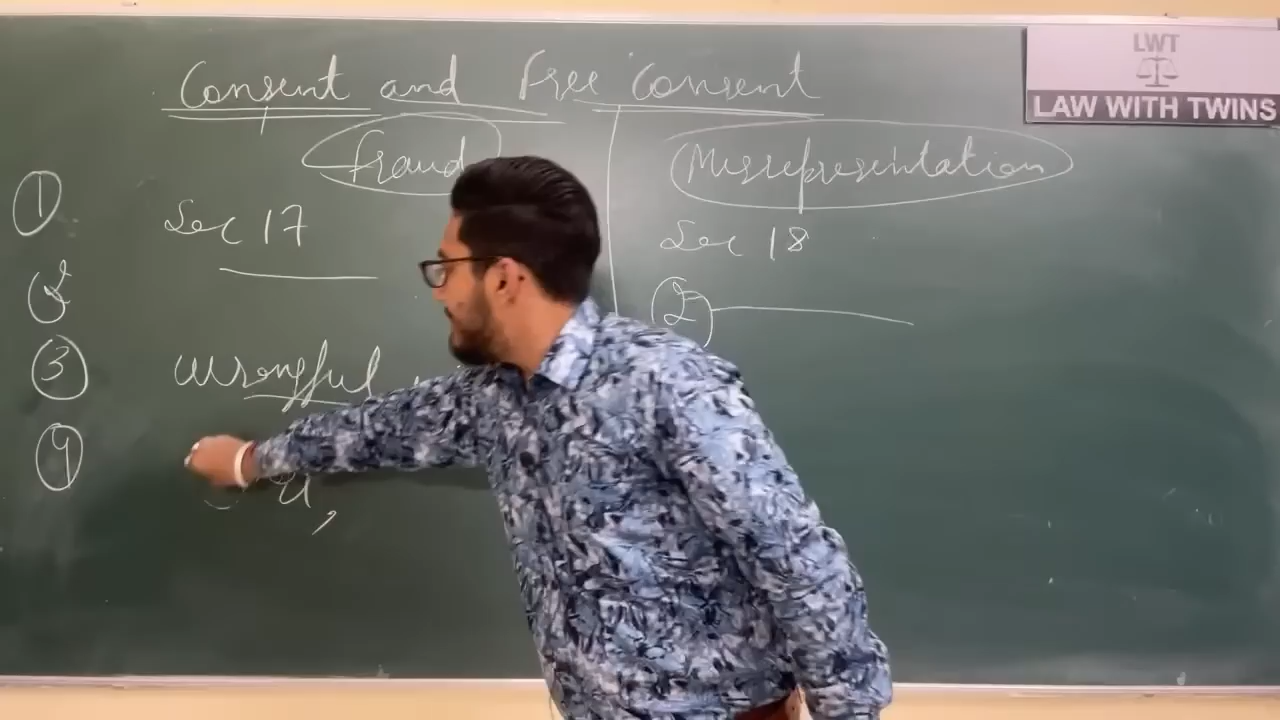 Consent and Free Consent
LWT
LAW WITH TWINS
Fraud
Misrepresentation
① Sec 17
Sec 18
②
②
③ wrongful
④